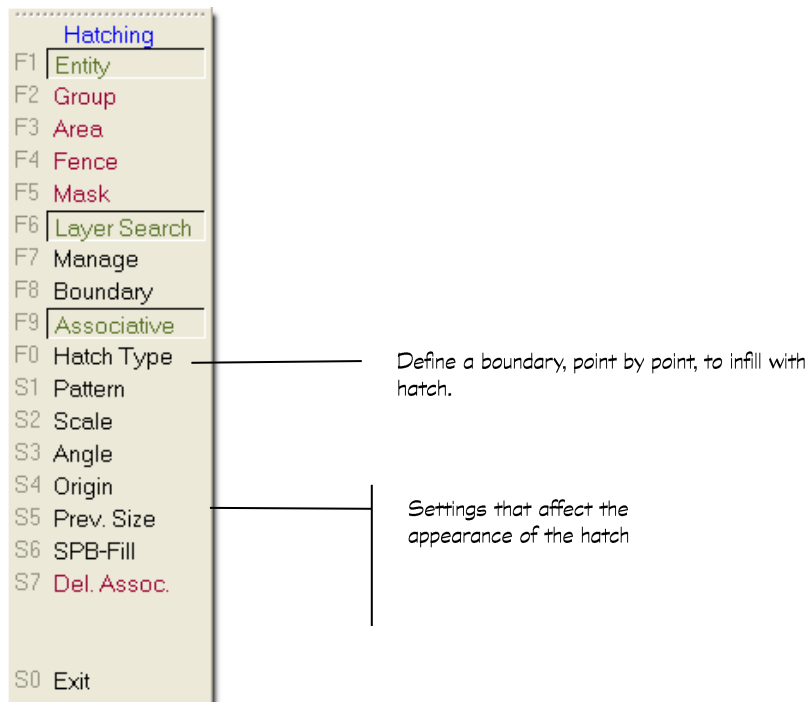 Hatching
F1 Entity
F2 Group
F3 Area
F4 Fence
F5 Mask
F6 Layer Search
F7 Manage
F8 Boundary
F9 Associative
F0 Hatch Type
S1 Pattern
S2 Scale
S3 Angle
S4 Origin
S5 Prev. Size
S6 SPB-Fill
S7 Del. Assoc.
S0 Exit
Define a boundary, point by point, to infill with
hatch.
Settings that affect the
appearance of the hatch